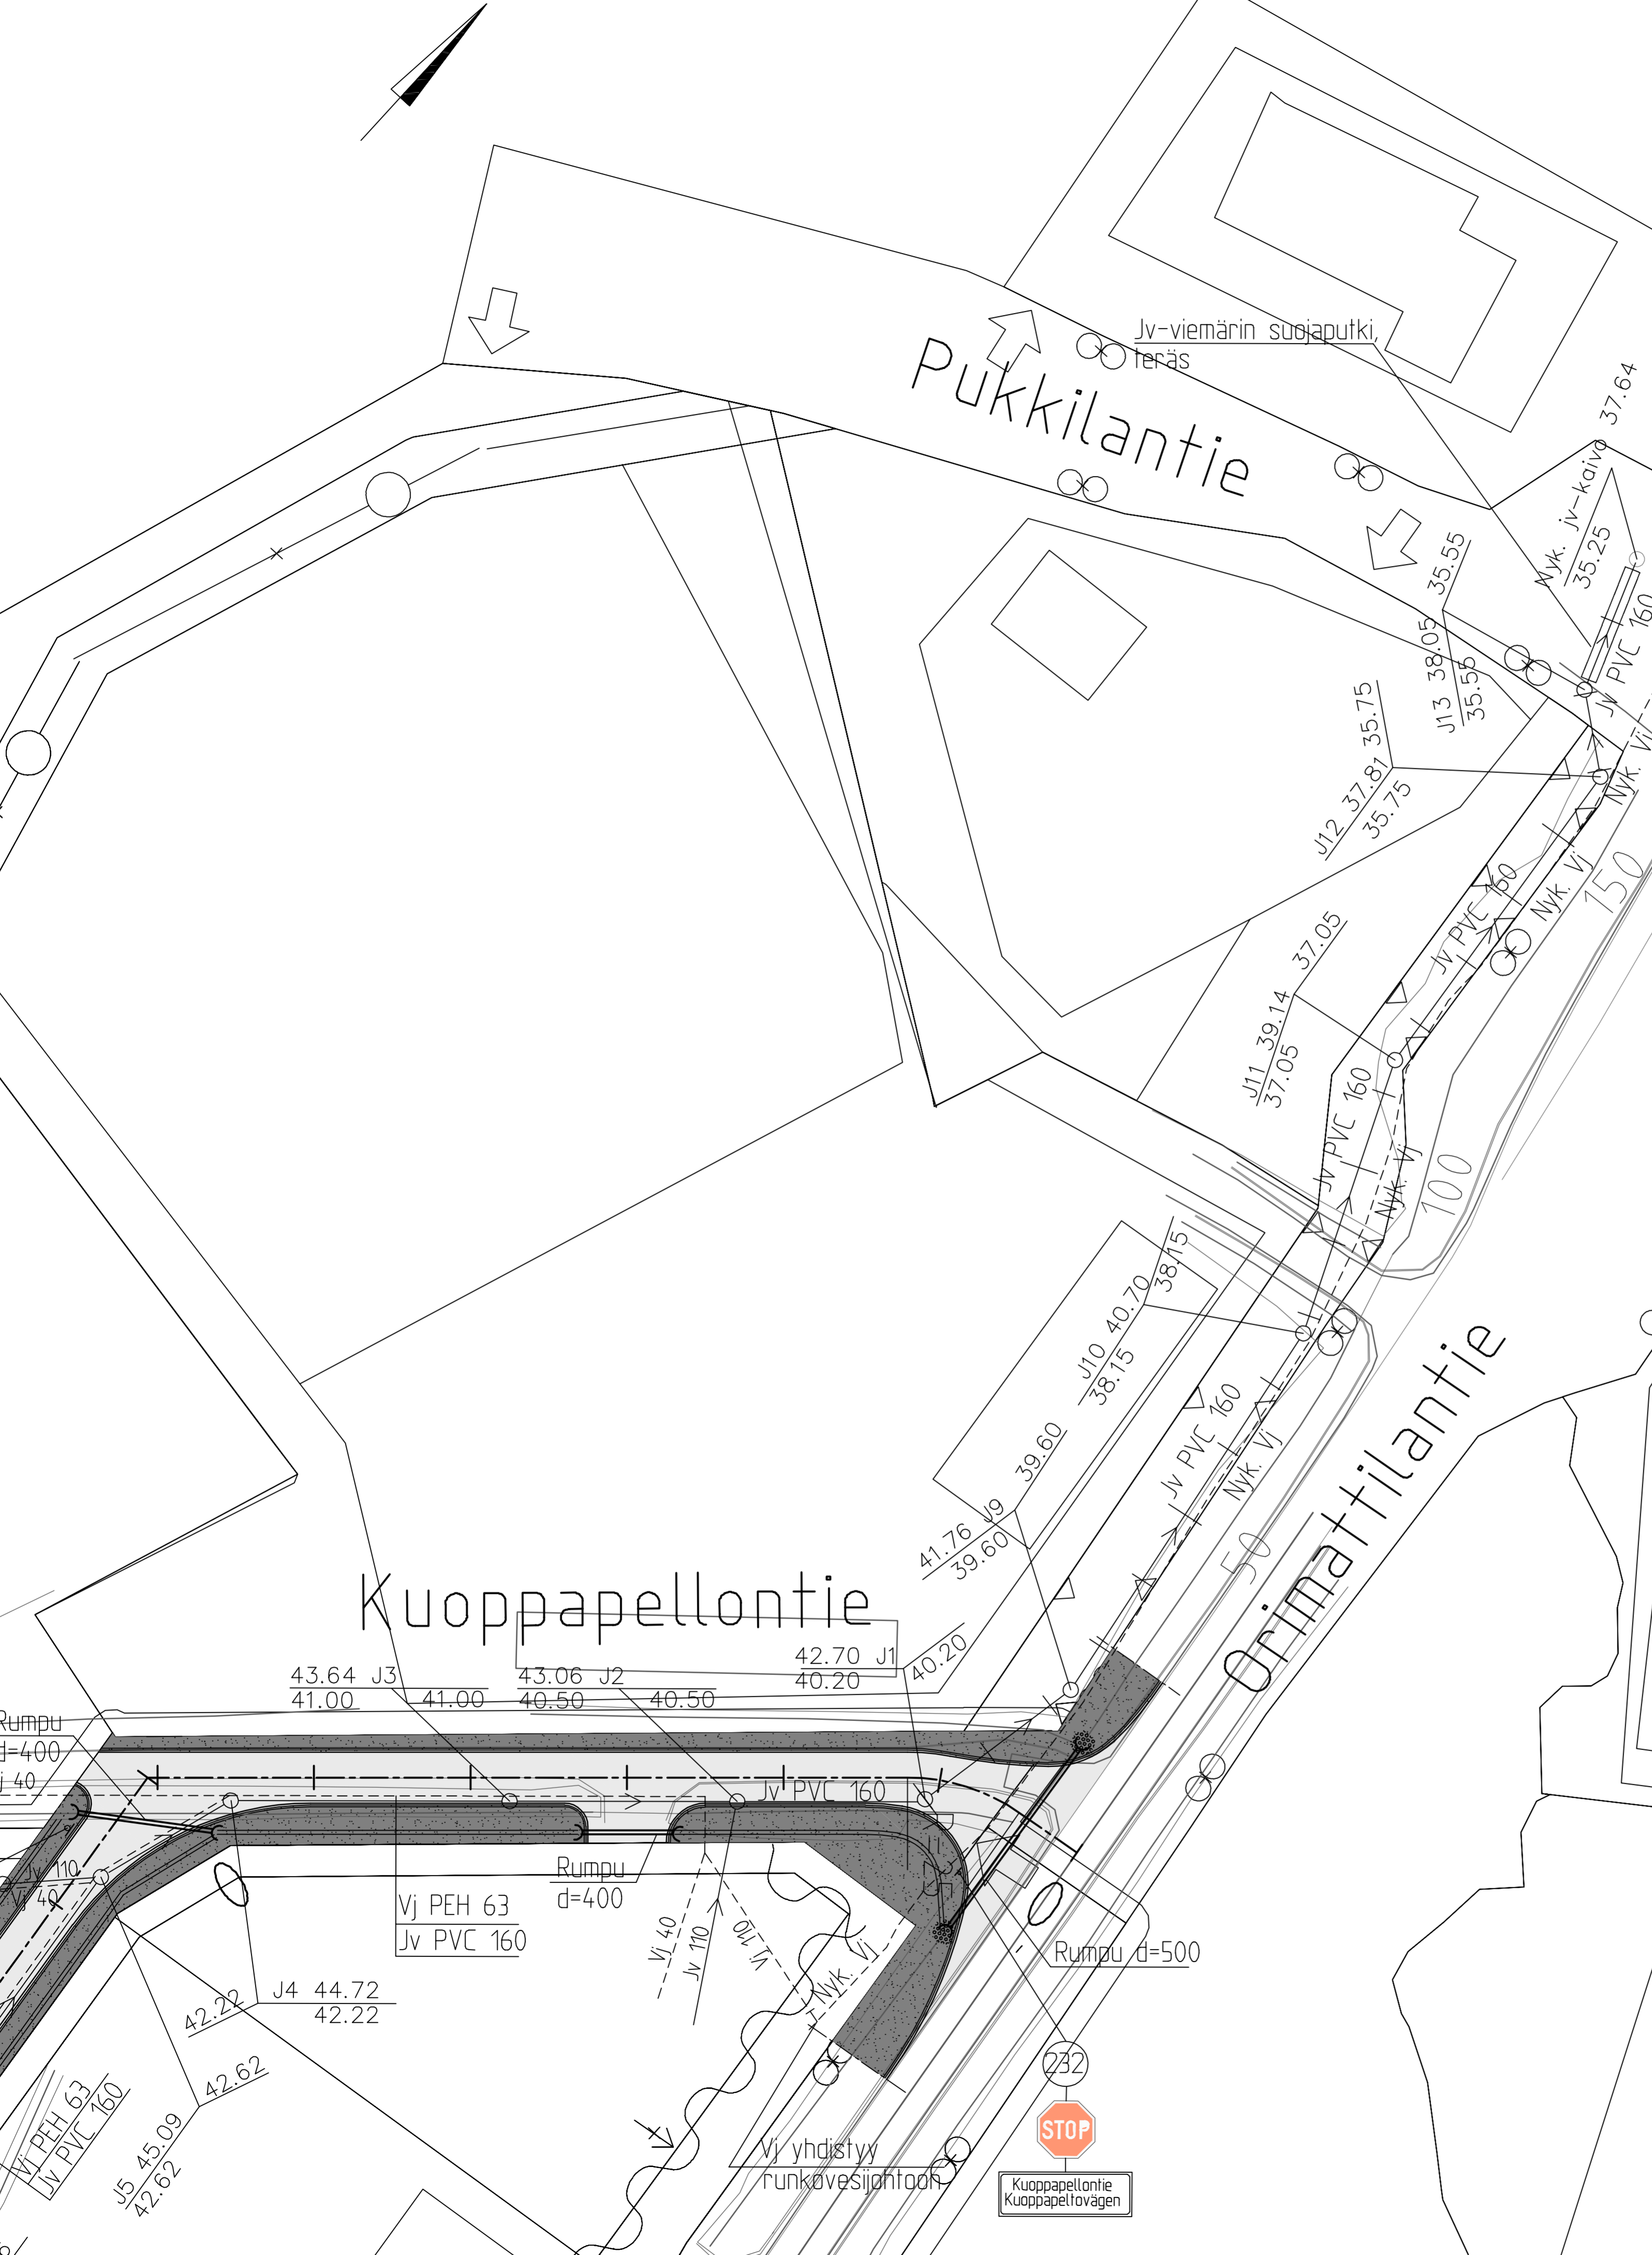 Jv-viemärin suojaputki,
teräs
Pukkilantie
Nyk. jv-kaivo 37.64
35.25
35.55
J13 38.05
35.55
Jv PVC 160
35.75
J12 37.81
35.75
Nyk. Vj
Jv PVC 160
Nyk. Vj
150
37.05
J11 39.14
37.05
Jv PVC 160
Nyk. Vj
100
38.15
J10 40.70
38.15
Jv PVC 160
Nyk. Vj
39.60
41.76 J9
39.60
50
Orimattilantie
Kuoppapellontie
42.70 J1
40.20
40.20
43.06 J2
40.50
40.50
43.64 J3
41.00
41.00
Rumpu
d=400
40
Jv PVC 160
Jv 110
Vj 40
Rumpu
d=400
Vj PEH 63
Jv PVC 160
Vj 40
Jv 110
Vj 110
Nyk. Vj
Rumpu d=500
J4 44.72
42.22
42.22
42.62
J5 45.09
42.62
Vj PEH 63
Jv PVC 160
232
STOP
Kuoppapellontie
Kuoppapeltovägen
Vj yhdistyy
runkovesijohtoon